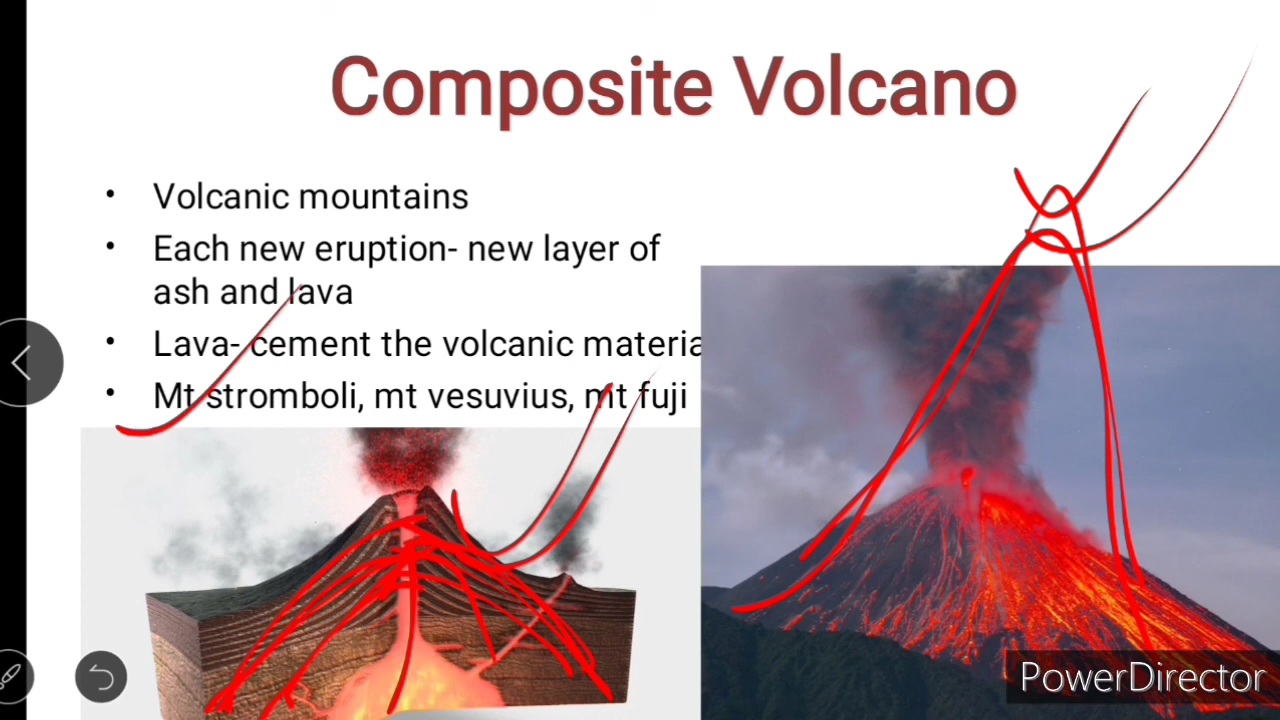 Composite Volcano
• Volcanic mountains
• Each new eruption- new layer of
ash and lava
• Lava- cement the volcanic materia
• Mt stromboli, mt vesuvius, mt fuji
PowerDirector